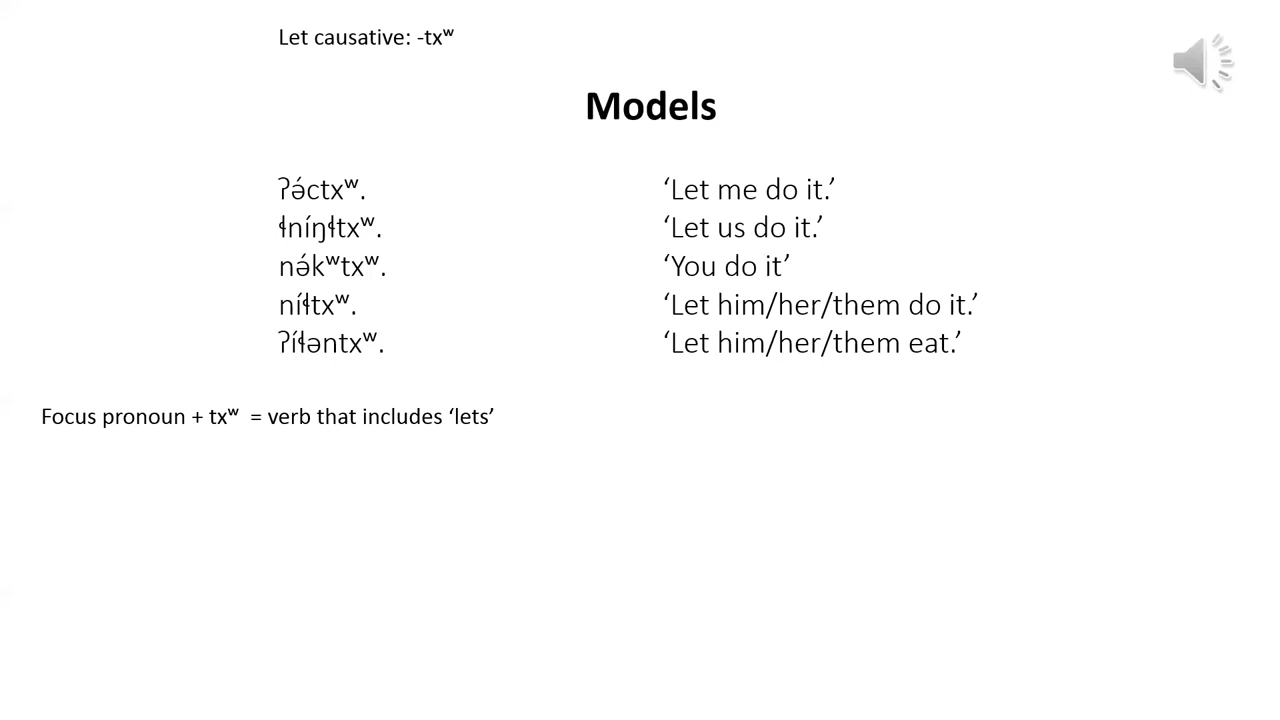 Let causative: -txʷ
Models
ʔə́ctxʷ. ‘Let me do it.’
ɬníŋɬtxʷ. ‘Let us do it.’
nə́kʷtxʷ. ‘You do it’
níɬtxʷ. ‘Let him/her/them do it.’
ʔíɬəntxʷ. ‘Let him/her/them eat.’
Focus pronoun + txʷ = verb that includes ‘lets’